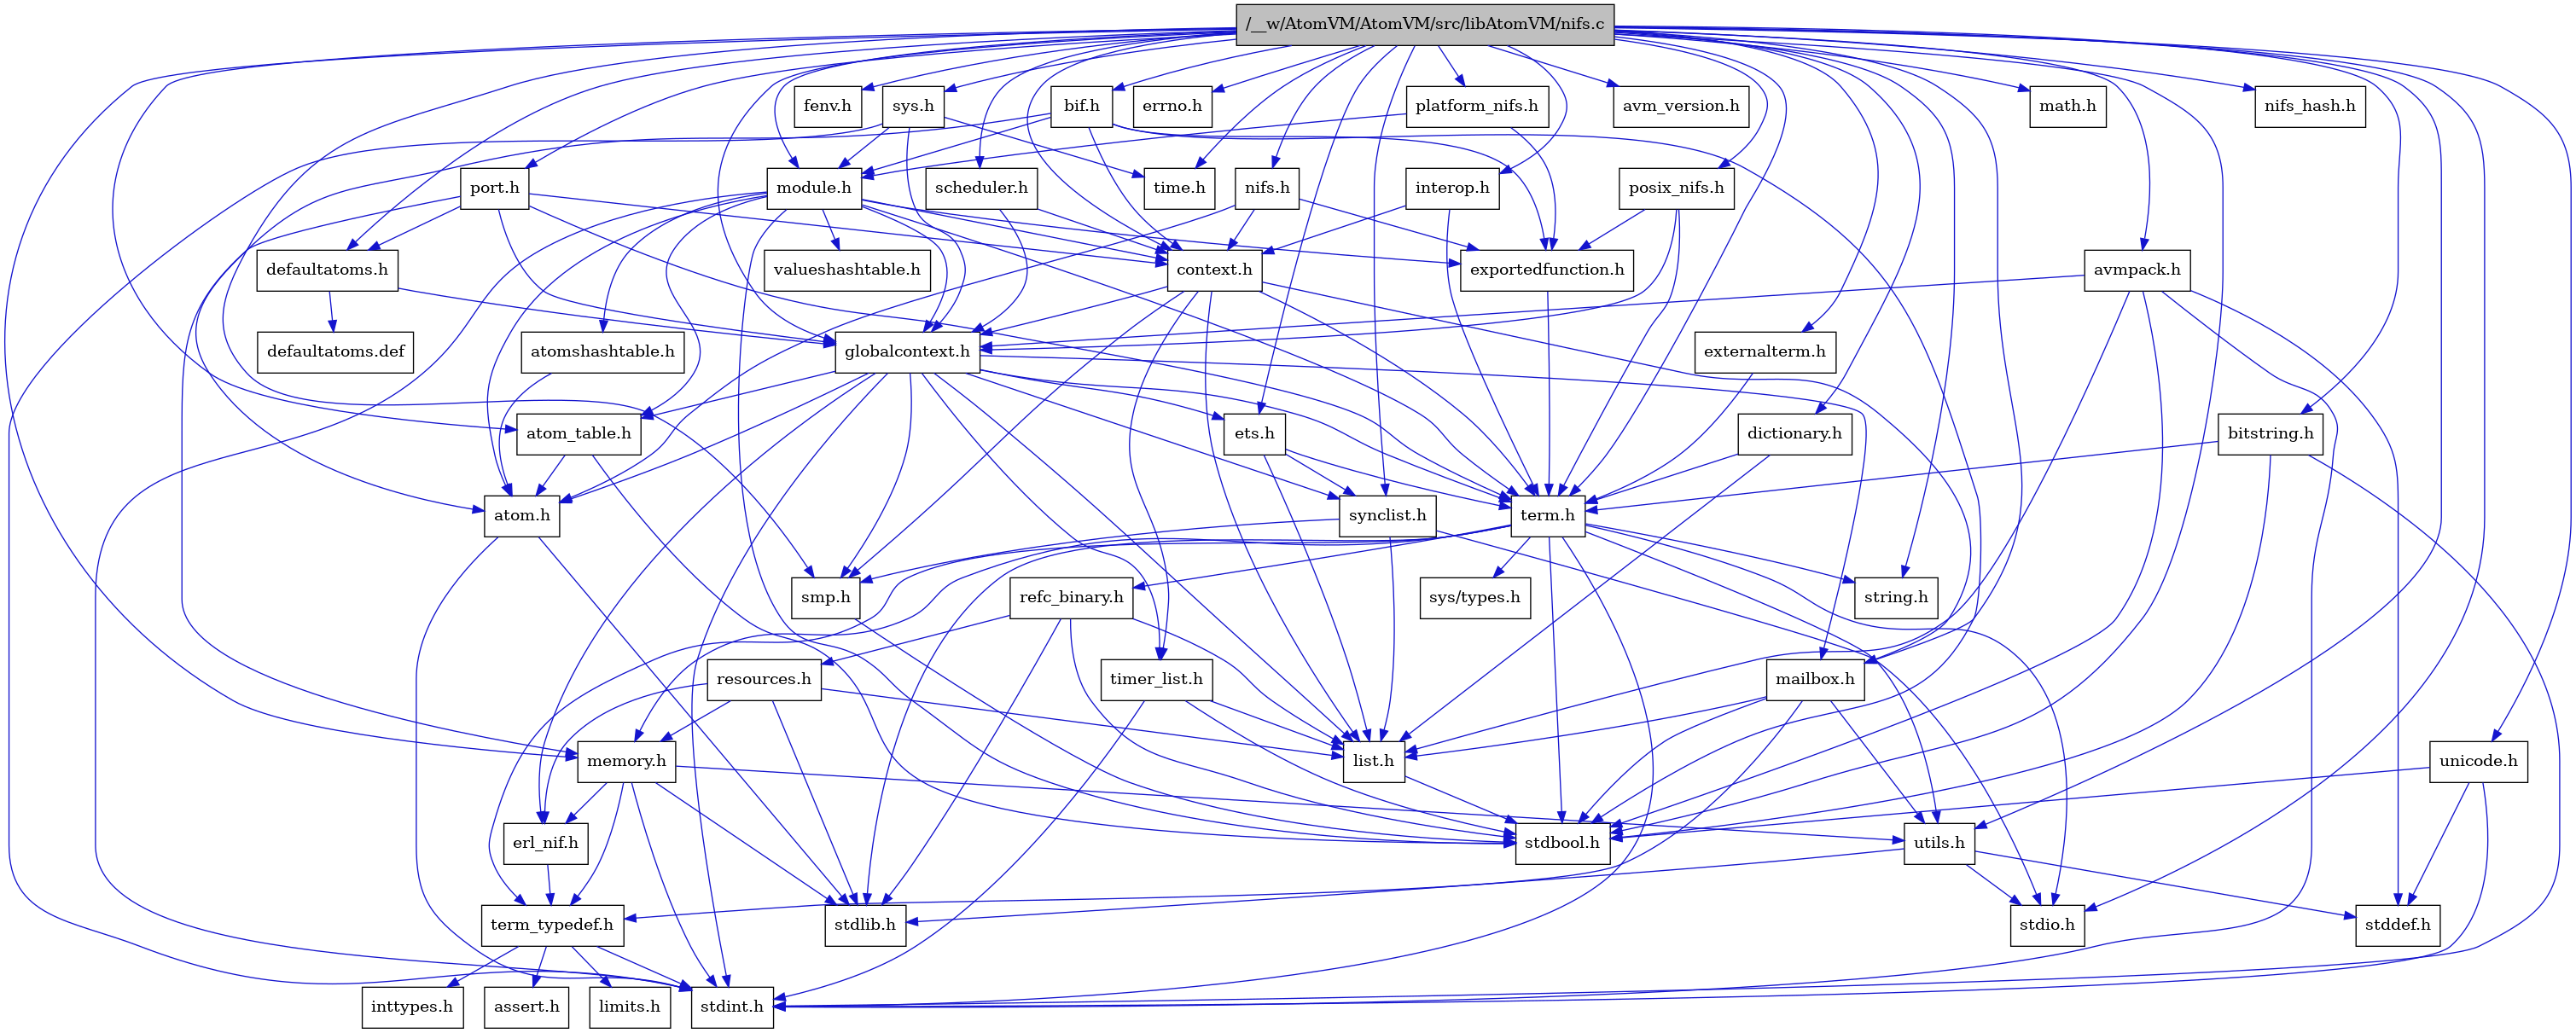 /__w/AtomVM/AtomVM/src/libAtomVM/nifs.c
fenv.h
sys.h
bif.h
errno.h
platform_nifs.h
avm_version.h
math.h
nifs_hash.h
port.h
module.h
scheduler.h
time.h
nifs.h
interop.h
posix_nifs.h
defaultatoms.h
valueshashtable.h
context.h
exportedfunction.h
avmpack.h
defaultatoms.def
atomshashtable.h
globalcontext.h
externalterm.h
atom_table.h
ets.h
dictionary.h
bitstring.h
atom.h
synclist.h
term.h
smp.h
refc_binary.h
sys/types.h
string.h
resources.h
timer_list.h
mailbox.h
memory.h
list.h
unicode.h
erl_nif.h
stdbool.h
utils.h
term_typedef.h
stdlib.h
stdio.h
stddef.h
inttypes.h
assert.h
limits.h
stdint.h